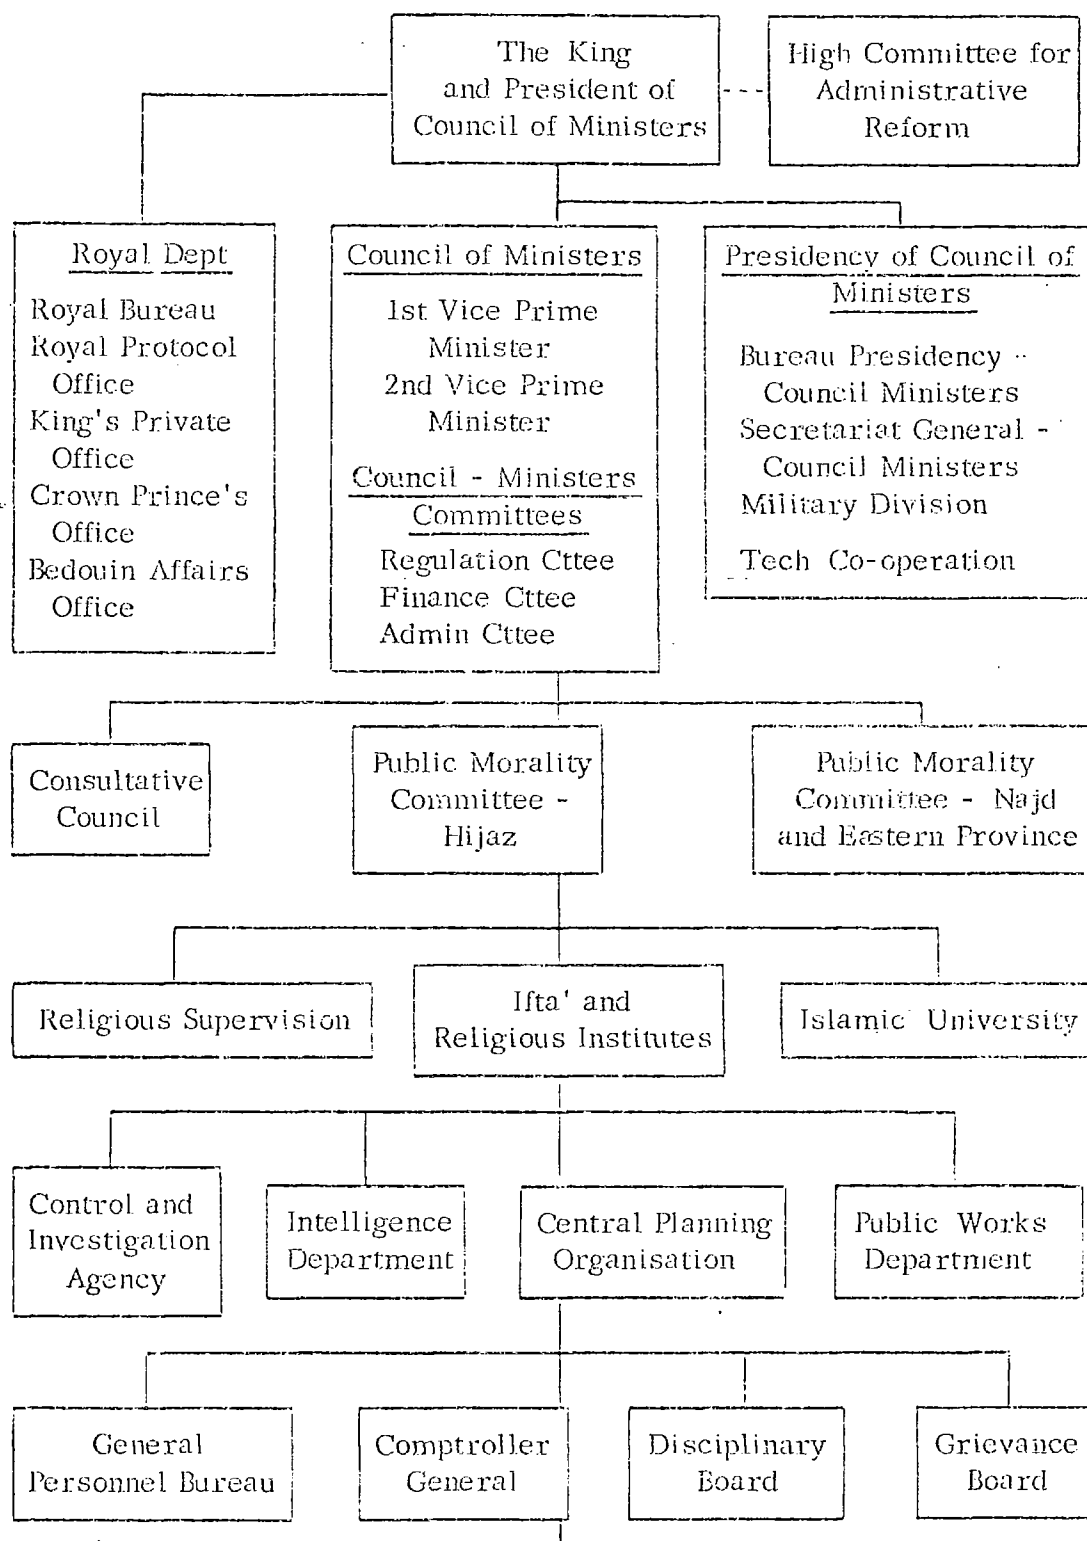 The King
and President of
Council of Ministers
High Committee for
Administrative
Reform
Royal Dept
Royal Bureau
Royal Protocol
Office
King's Private
Office
Crown Prince's
Office
Bedouin Affairs
Office
Council of Ministers
1st Vice Prime
Minister
2nd Vice Prime
Minister
Council - Ministers
Committees
Regulation Cttee
Finance Cttee
Admin Cttee
Presidency of Council of
Ministers
Bureau Presidency -
Council Ministers
Secretariat General -
Council Ministers
Military Division
Tech Co-operation
Consultative
Council
Public Morality
Committee -
Hijaz
Public Morality
Committee - Najd
and Eastern Province
Religious Supervision
Ifta' and
Religious Institutes
Islamic University
Control and
Investigation
Agency
Intelligence
Department
Central Planning
Organisation
Public Works
Department
General
Personnel Bureau
Comptroller
General
Disciplinary
Board
Grievance
Board